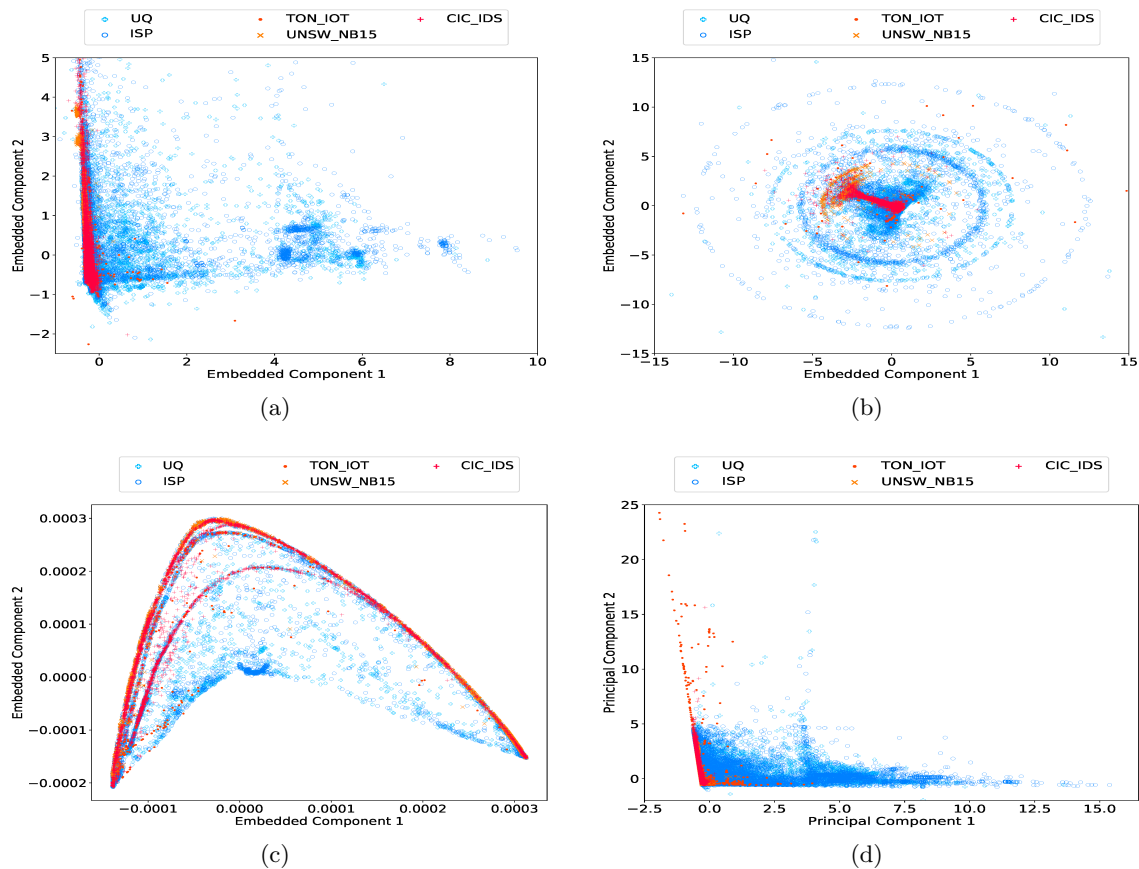 UQ TON_IOT CIC_IDS
ISP UNSW_NB15
5
4
3
2
1
0
−1
−2
0 2 4 6 8 10
Embedded Component 1
Embedded Component 2
(a)
UQ TON_IOT CIC_IDS
ISP UNSW_NB15
15
10
5
0
−5
−10
−15
−15 −10 −5 0 5 10 15
Embedded Component 1
Embedded Component 2
(b)
UQ TON_IOT CIC_IDS
ISP UNSW_NB15
0.0003
0.0002
0.0001
0.0000
−0.0001
−0.0002
−0.0001 0.0000 0.0001 0.0002 0.0003
Embedded Component 1
Embedded Component 2
(c)
UQ TON_IOT CIC_IDS
ISP UNSW_NB15
25
20
15
10
5
0
−2.5 0.0 2.5 5.0 7.5 10.0 12.5 15.0
Principal Component 1
Principal Component 2
(d)